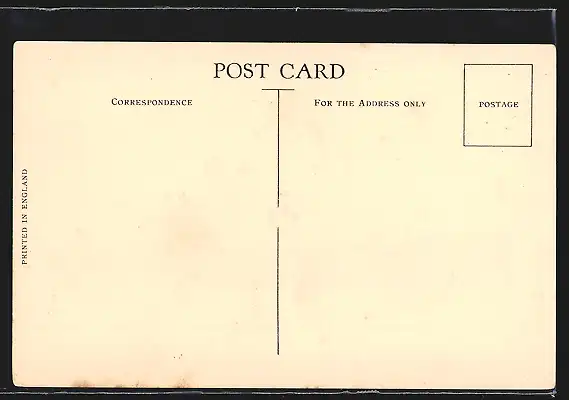 POST CARD
CORRESPONDENCE
FOR THE ADDRESS ONLY
POSTAGE
PRINTED IN ENGLAND